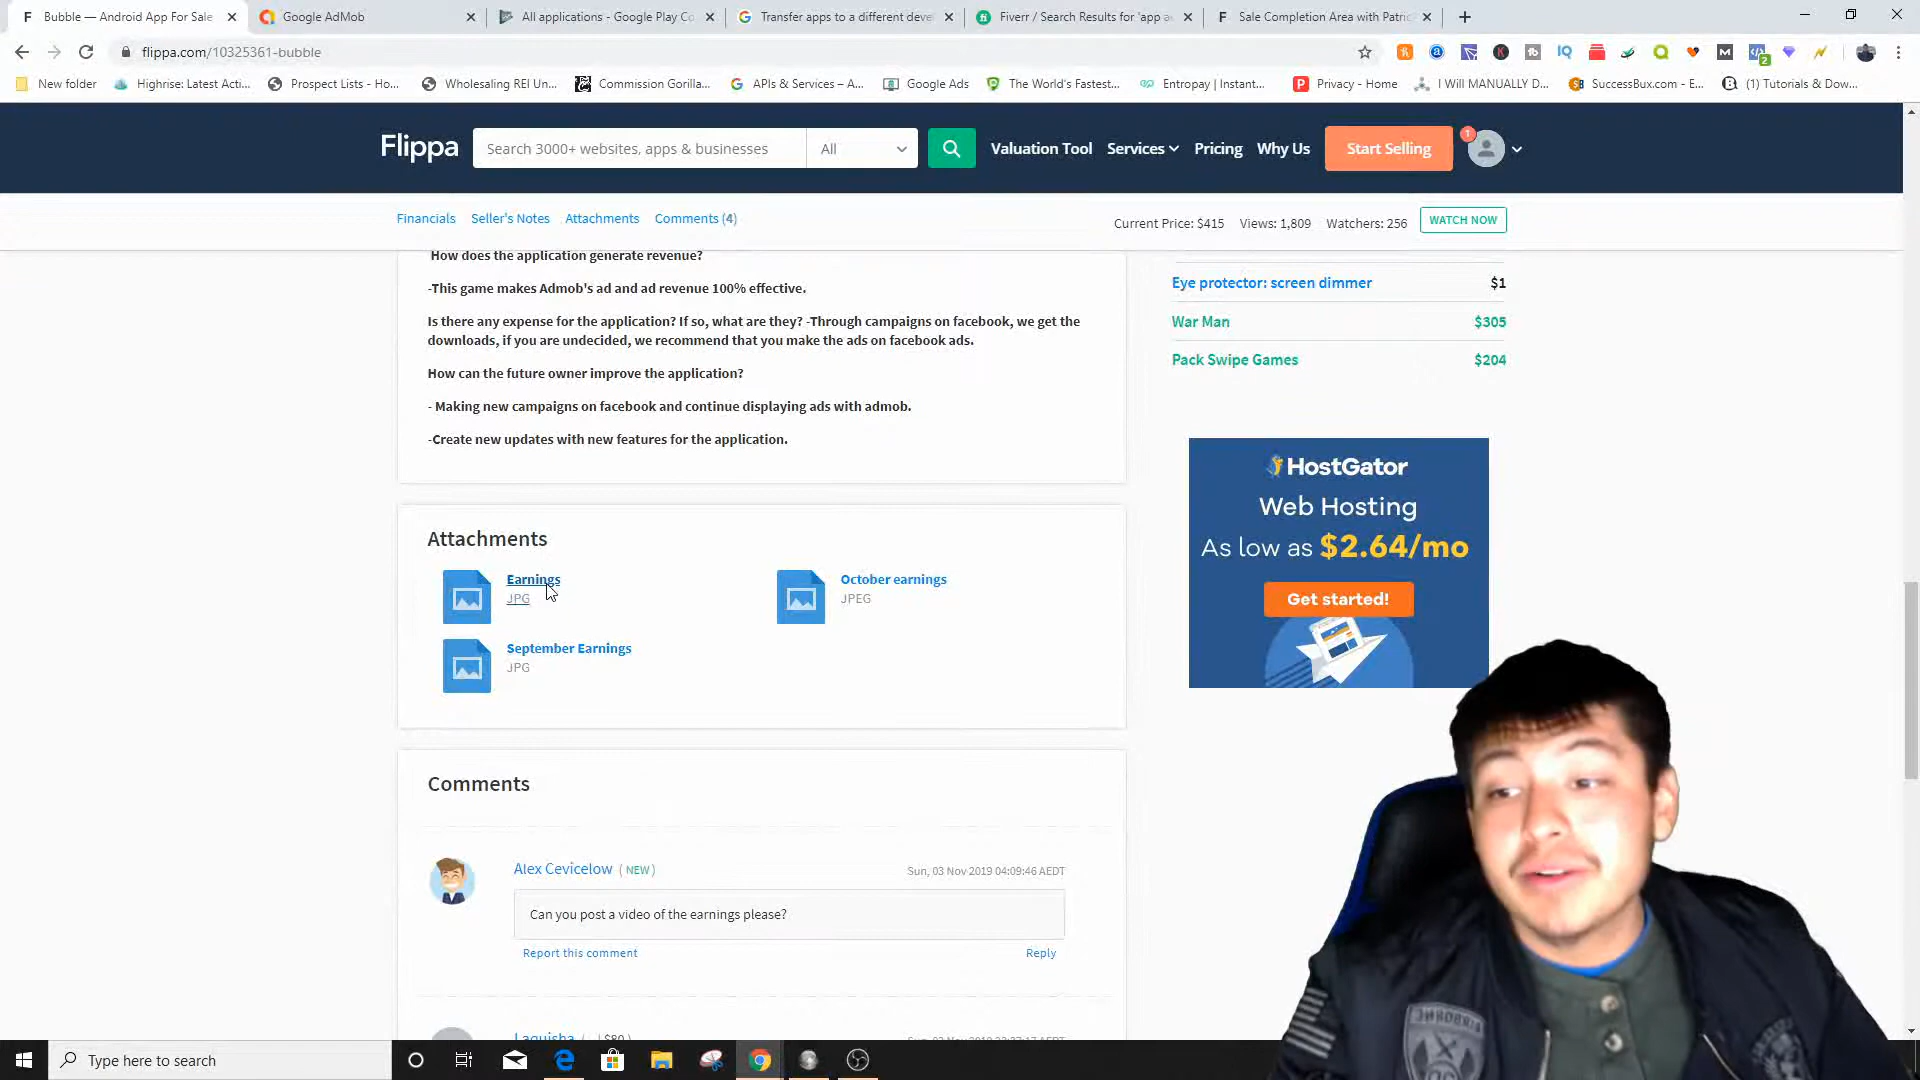 F Bubble — Android App For Sale
Google AdMob
All applications - Google Play Co
Transfer apps to a different deve
Fiverr / Search Results for 'app a
F Sale Completion Area with Patric
flippa.com/10325361-bubble
New folder
Highrise: Latest Acti...
Prospect Lists - Ho...
Wholesaling REI Un...
Commission Gorilla...
APIs & Services – A...
Google Ads
The World's Fastest...
Entropay | Instant...
Privacy - Home
I Will MANUALLY D...
SuccessBux.com - E...
(1) Tutorials & Dow...
Flippa
Search 3000+ websites, apps & businesses
All
Valuation Tool
Services
Pricing
Why Us
Start Selling
1
Financials
Seller's Notes
Attachments
Comments (4)
Current Price: $415
Views: 1,809
Watchers: 256
WATCH NOW
How does the application generate revenue?
-This game makes Admob's ad and ad revenue 100% effective.
Is there any expense for the application? If so, what are they? -Through campaigns on facebook, we get the
downloads, if you are undecided, we recommend that you make the ads on facebook ads.
How can the future owner improve the application?
- Making new campaigns on facebook and continue displaying ads with admob.
-Create new updates with new features for the application.
Eye protector: screen dimmer $1
War Man $305
Pack Swipe Games $204
HostGator
Web Hosting
As low as $2.64/mo
Get started!
Attachments
Earnings
JPG
October earnings
JPEG
September Earnings
JPG
Comments
Alex Cevicelow ( NEW )
Sun, 03 Nov 2019 04:09:46 AEDT
Can you post a video of the earnings please?
Report this comment
Reply
Type here to search